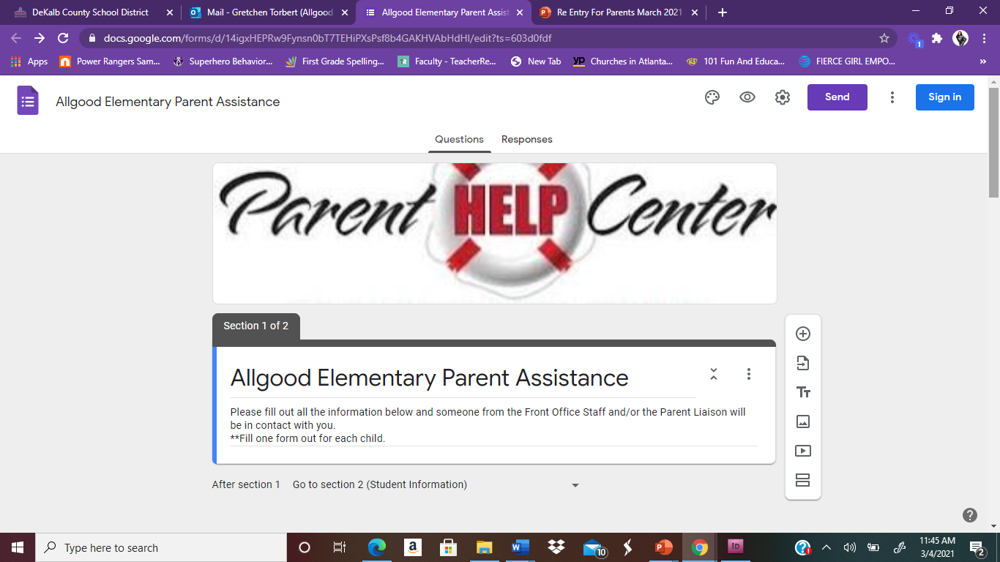 DeKalb County School District
Mail - Gretchen Torbert (Allgood
Allgood Elementary Parent Assist
Re Entry For Parents March 2021
docs.google.com/forms/d/14igxHEPRw9Fynsn0bT7TEHiPXsPsf8b4GAKHVAbHdHI/edit?ts=603d0fdf
1
Apps
Power Rangers Sam...
Superhero Behavior...
First Grade Spelling...
Faculty - TeacherRe...
New Tab
Churches in Atlanta...
101 Fun And Educa...
FIERCE GIRL EMPO...
»
Allgood Elementary Parent Assistance
Send
Sign in
Questions
Responses
Parent HELP Center
Section 1 of 2
Allgood Elementary Parent Assistance
Please fill out all the information below and someone from the Front Office Staff and/or the Parent Liaison will
be in contact with you.
**Fill one form out for each child.
After section 1 Go to section 2 (Student Information)
Type here to search
10
11:45 AM
3/4/2021
2